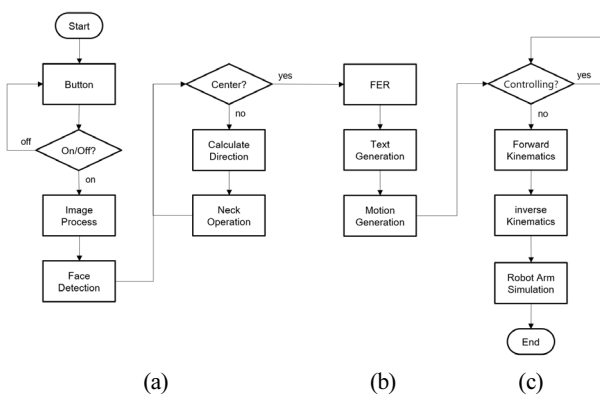 Start
Button
off
On/Off?
on
Image
Process
Face
Detection
Center?
yes
no
Calculate
Direction
Neck
Operation
FER
Text
Generation
Motion
Generation
Controlling?
yes
no
Forward
Kinematics
inverse
Kinematics
Robot Arm
Simulation
End
(a)
(b)
(c)